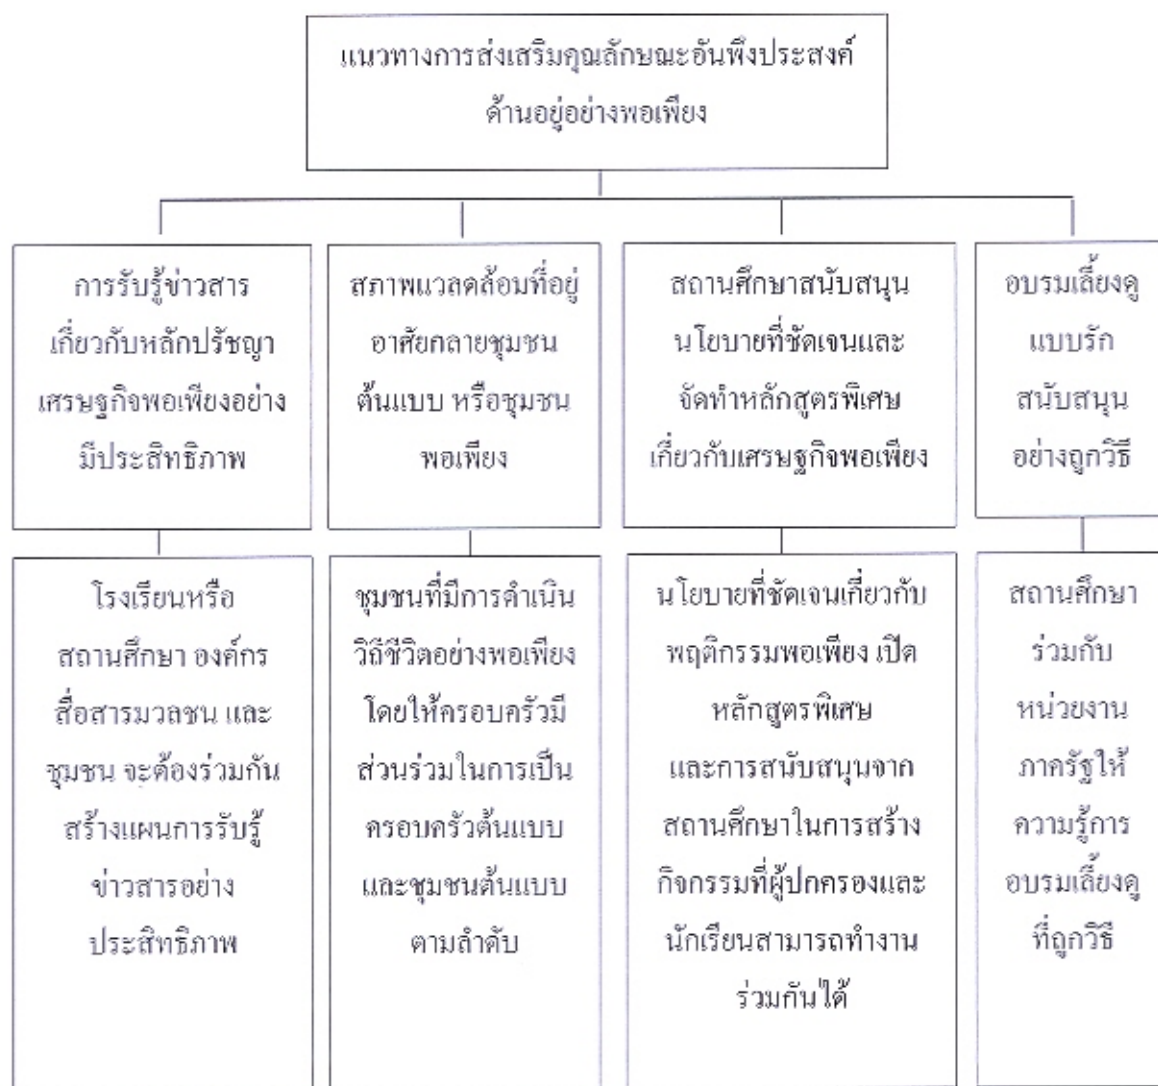 แนวทางการส่งเสริมคุณลักษณะอันพึงประสงค์
ด้านอยู่อย่างพอเพียง
การรับรู้ข่าวสาร
เกี่ยวกับหลักปรัชญา
เศรษฐกิจพอเพียงอย่าง
มีประสิทธิภาพ
สภาพแวลดล้อมที่อยู่
อาศัยกลายชุมชน
ต้นแบบ หรือชุมชน
พอเพียง
สถานศึกษาสนับสนุน
นโยบายที่ชัดเจนและ
จัดทำหลักสูตรพิเศษ
เกี่ยวกับเศรษฐกิจพอเพียง
อบรมเลี้ยงดู
แบบรัก
สนับสนุน
อย่างถูกวิธี
โรงเรียนหรือ
สถานศึกษา องค์กร
สื่อสารมวลชน และ
ชุมชน จะต้องร่วมกัน
สร้างแผนการรับรู้
ข่าวสารอย่าง
ประสิทธิภาพ
ชุมชนที่มีการดำเนิน
วิถีชีวิตอย่างพอเพียง
โดยให้ครอบครัวมี
ส่วนร่วมในการเป็น
ครอบครัวต้นแบบ
และชุมชนต้นแบบ
ตามลำดับ
นโยบายที่ชัดเจนเกี่ยวกับ
พฤติกรรมพอเพียง เปิด
หลักสูตรพิเศษ
และการสนับสนุนจาก
สถานศึกษาในการสร้าง
กิจกรรมที่ผู้ปกครองและ
นักเรียนสามารถทำงาน
ร่วมกันได้
สถานศึกษา
ร่วมกับ
หน่วยงาน
ภาครัฐให้
ความรู้การ
อบรมเลี้ยงดู
ที่ถูกวิธี